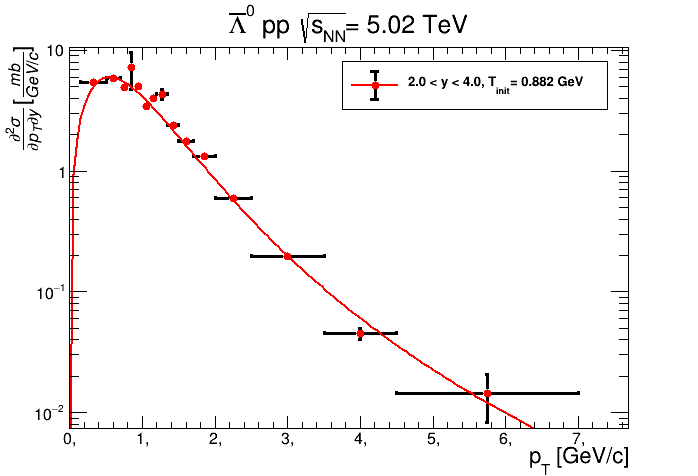 Λ̅⁰ pp √s_NN = 5.02 TeV
∂²σ/∂p_T∂y [mb/GeV/c]
2.0 < y < 4.0, T_init = 0.882 GeV
10
1
10⁻¹
10⁻²
0, 1, 2, 3, 4, 5, 6, 7,
p_T [GeV/c]